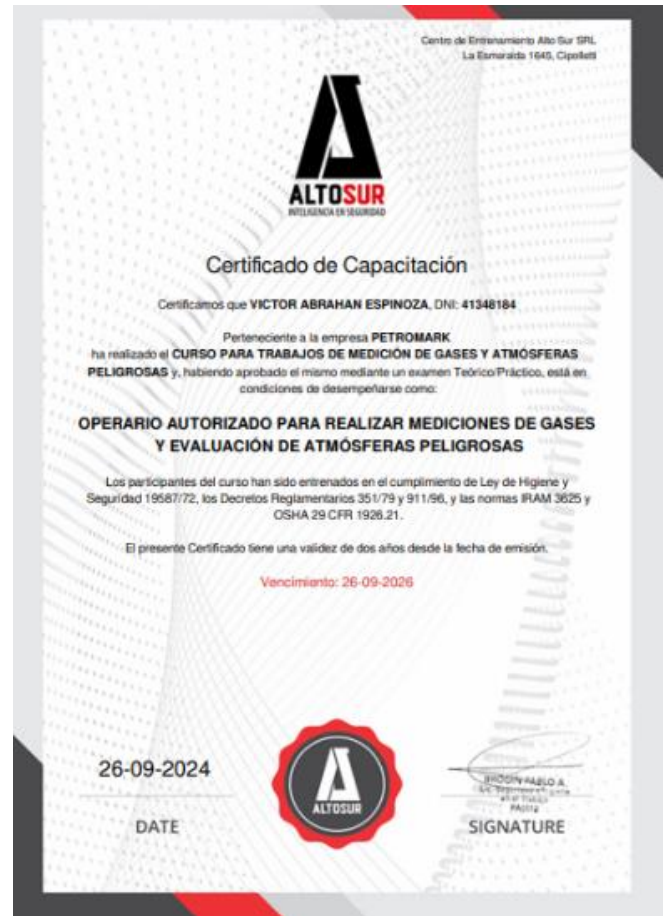 Centro de Entrenamiento Alto Sur SRL
La Esmeralda 1645, Cipolletti
ALTOSUR
INTELIGENCIA EN SEGURIDAD
Certificado de Capacitación
Certificamos que VICTOR ABRAHAN ESPINOZA, DNI: 41348184
Perteneciente a la empresa PETROMARK
ha realizado el CURSO PARA TRABAJOS DE MEDICIÓN DE GASES Y ATMÓSFERAS
PELIGROSAS y, habiendo aprobado el mismo mediante un examen Teórico/Práctico, está en
condiciones de desempeñarse como:
OPERARIO AUTORIZADO PARA REALIZAR MEDICIONES DE GASES
Y EVALUACIÓN DE ATMÓSFERAS PELIGROSAS
Los participantes del curso han sido entrenados en el cumplimiento de Ley de Higiene y
Seguridad 19587/72, los Decretos Reglamentarios 351/79 y 911/96, y las normas IRAM 3625 y
OSHA 29 CFR 1926.21.
El presente Certificado tiene una validez de dos años desde la fecha de emisión.
Vencimiento: 26-09-2026
26-09-2024
DATE
ALTOSUR
PABLO A.
SIGNATURE